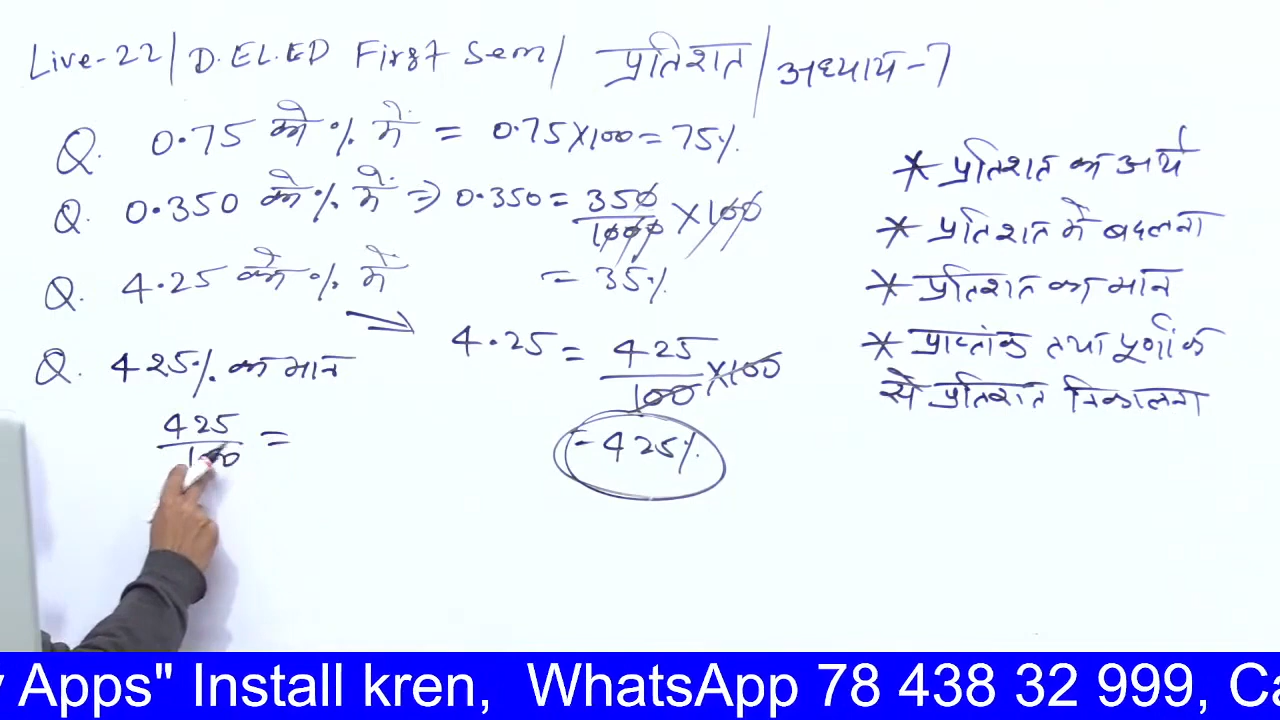 Live-22/ D.EL.ED First Sem/ प्रतिशत/अध्याय-7
Q. 0.75 को % में = 0.75×100=75%
Q. 0.350 को % में ⇒ 0.350 = 350/1000 ×100
= 35%
Q. 4.25 को % में
4.25 = 425/100 ×100
= 425%
Q. 425% का मान
425/100 =
* प्रतिशत का अर्थ
* प्रतिशत में बदलना
* प्रतिशत का मान
* प्राप्तांक तथा पूर्णांक
से प्रतिशत निकालना
y Apps" Install kren, WhatsApp 78 438 32 999, Ca